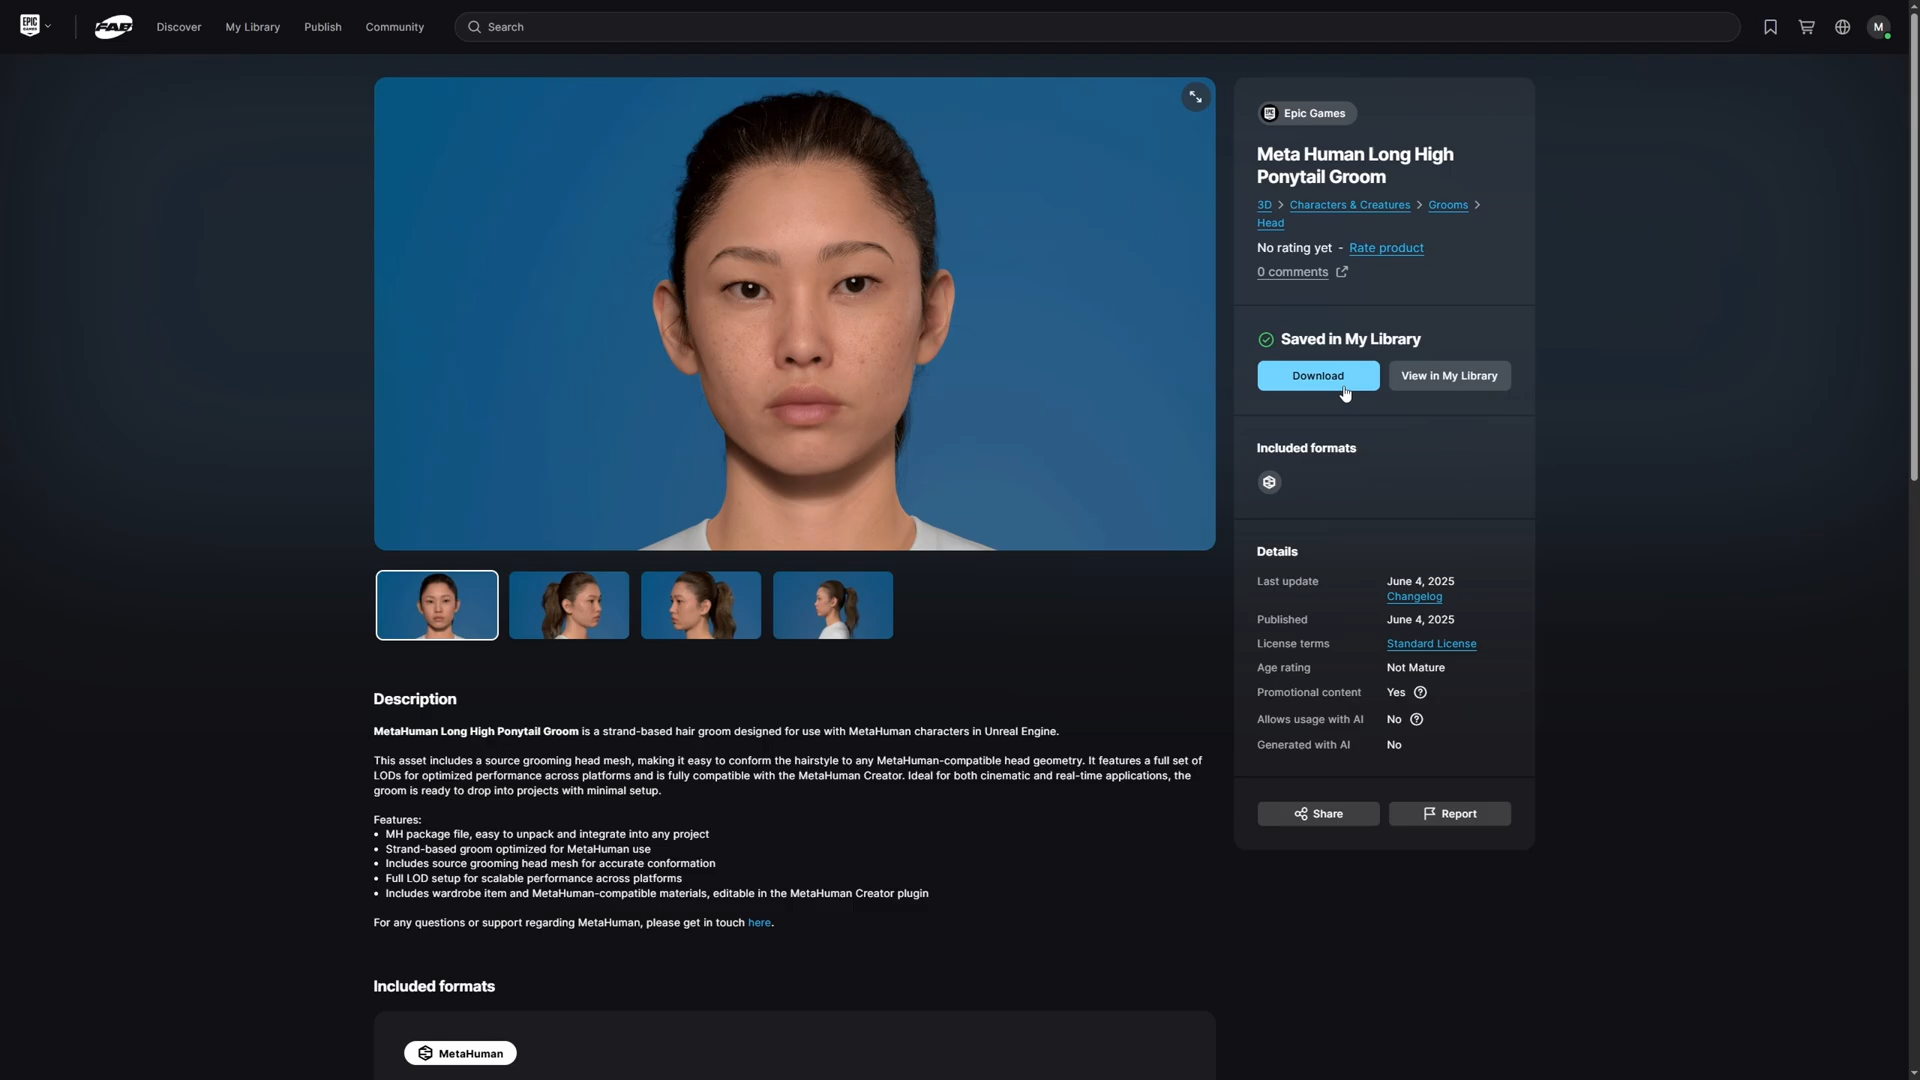 EPIC GAMES
FAB
Discover
My Library
Publish
Community
Search
M
Epic Games
Meta Human Long High
Ponytail Groom
3D > Characters & Creatures > Grooms >
Head
No rating yet - Rate product
0 comments
Saved in My Library
Download
View in My Library
Included formats
Details
Last update June 4, 2025
Changelog
Published June 4, 2025
License terms Standard License
Age rating Not Mature
Promotional content Yes ?
Allows usage with AI No ?
Generated with AI No
Share
Report
Description
MetaHuman Long High Ponytail Groom is a strand-based hair groom designed for use with MetaHuman characters in Unreal Engine.
This asset includes a source grooming head mesh, making it easy to conform the hairstyle to any MetaHuman-compatible head geometry. It features a full set of
LODs for optimized performance across platforms and is fully compatible with the MetaHuman Creator. Ideal for both cinematic and real-time applications, the
groom is ready to drop into projects with minimal setup.
Features:
• MH package file, easy to unpack and integrate into any project
• Strand-based groom optimized for MetaHuman use
• Includes source grooming head mesh for accurate conformation
• Full LOD setup for scalable performance across platforms
• Includes wardrobe item and MetaHuman-compatible materials, editable in the MetaHuman Creator plugin
For any questions or support regarding MetaHuman, please get in touch here.
Included formats
MetaHuman